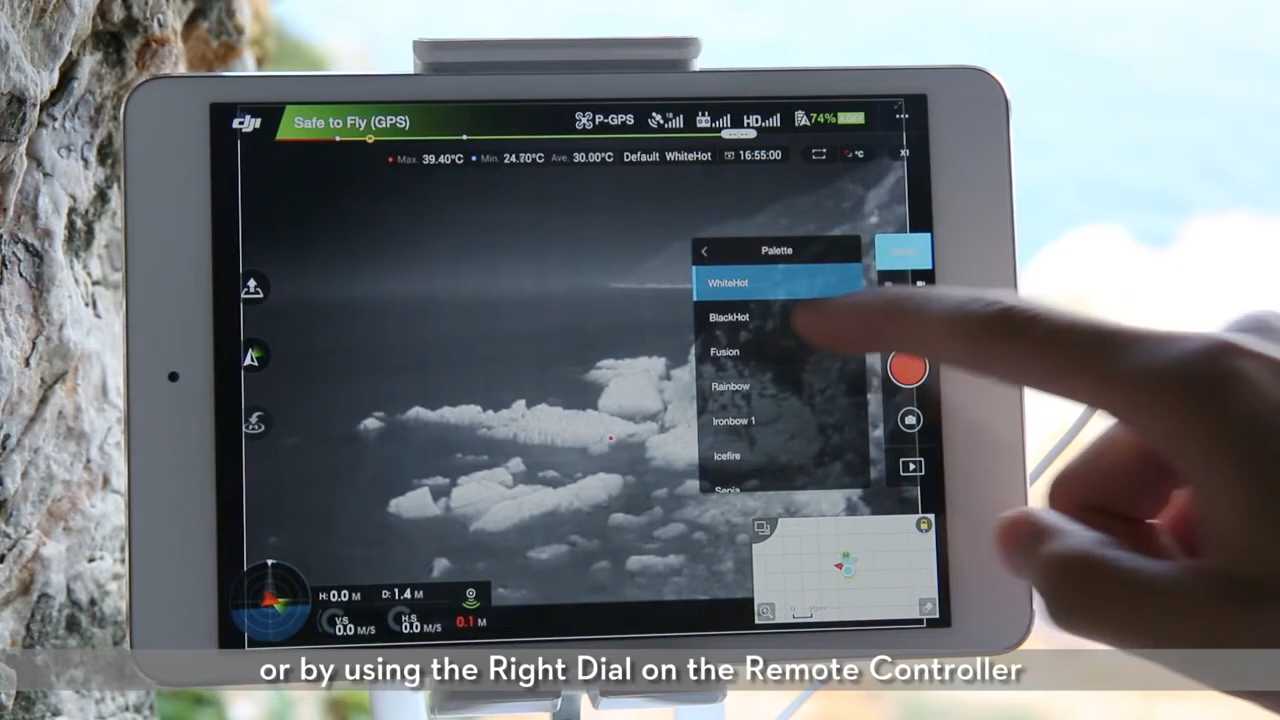 dji Safe to Fly (GPS) P-GPS HD 74%
Max. 39.40°C Min. 24.70°C Ave. 30.00°C Default WhiteHot 16:55:00 °C X1
Palette
WhiteHot
BlackHot
Fusion
Rainbow
Ironbow 1
Icefire
Sepia
H: 0.0 M D: 1.4 M
V.S 0.0 M/S H.S 0.0 M/S 0.1 M
or by using the Right Dial on the Remote Controller